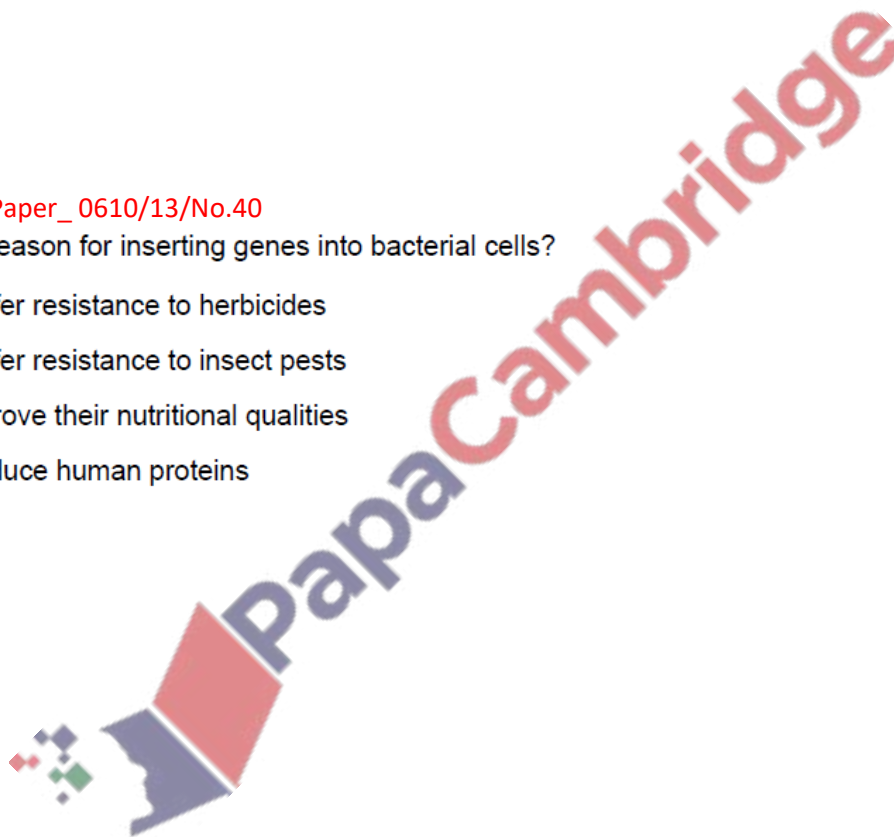 Paper_ 0610/13/No.40
eason for inserting genes into bacterial cells?
fer resistance to herbicides
fer resistance to insect pests
rove their nutritional qualities
luce human proteins
PapaCambridge